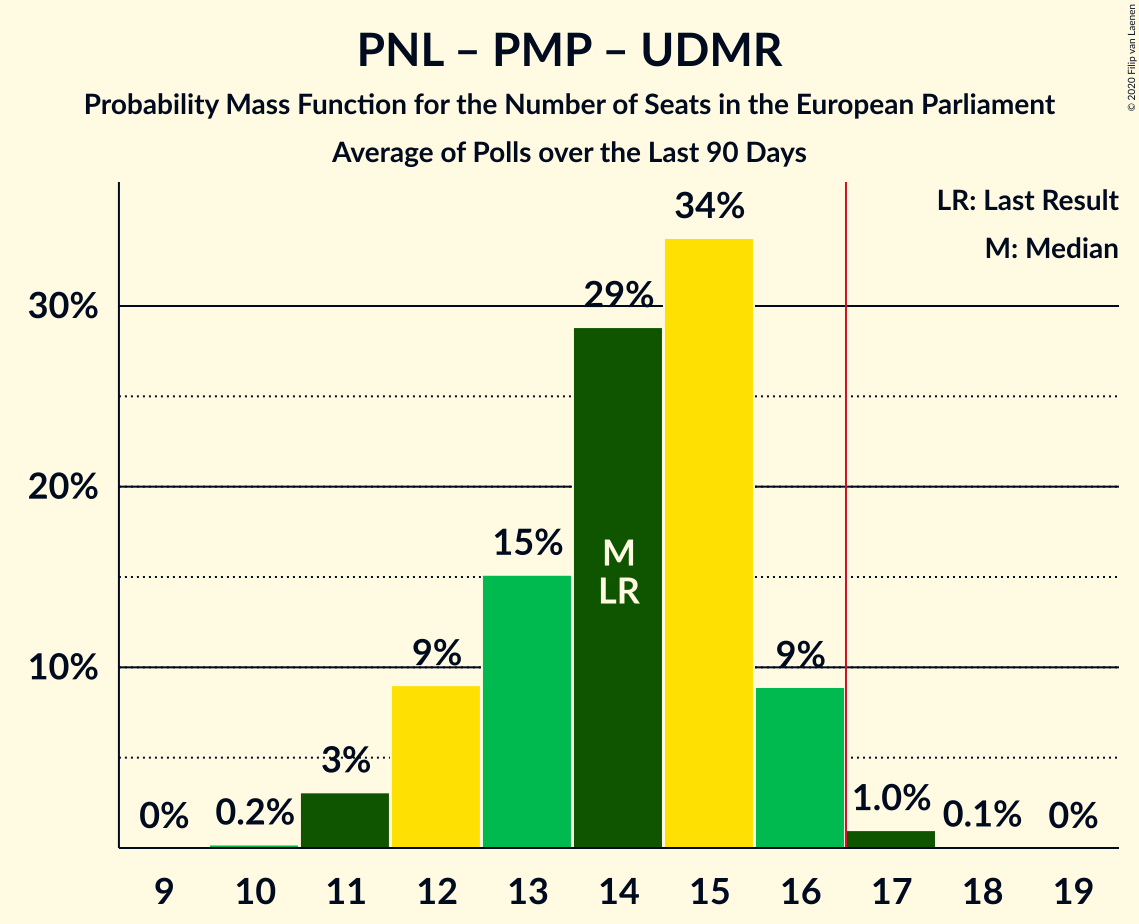 PNL – PMP – UDMR
Probability Mass Function for the Number of Seats in the European Parliament
Average of Polls over the Last 90 Days
© 2020 Filip van Laenen
LR: Last Result
M: Median
34%
29%
30%
20%
15%
M
LR
10%
9%
9%
3%
0%
0.2%
1.0%
0.1%
0%
9 10 11 12 13 14 15 16 17 18 19